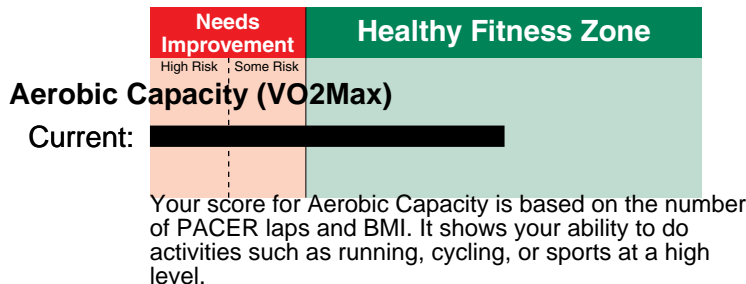 Needs
Improvement
Healthy Fitness Zone
High Risk
Some Risk
Aerobic Capacity (VO2Max)
Current:
Your score for Aerobic Capacity is based on the number
of PACER laps and BMI. It shows your ability to do
activities such as running, cycling, or sports at a high
level.